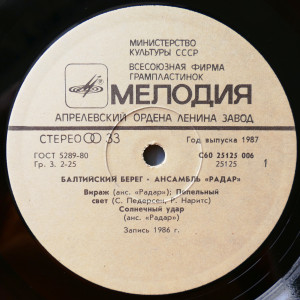 МИНИСТЕРСТВО
КУЛЬТУРЫ СССР
ВСЕСОЮЗНАЯ ФИРМА
ГРАМПЛАСТИНОК
МЕЛОДИЯ
АПРЕЛЕВСКИЙ ОРДЕНА ЛЕНИНА ЗАВОД
СТЕРЕО 33 Год выпуска 1987
ГОСТ 5289-80 С60 25125 006
Гр. 3. 2-25 25125 1
БАЛТИЙСКИЙ БЕРЕГ • АНСАМБЛЬ «РАДАР»
Вираж (анс. «Радар»); Пепельный
свет (С. Педерсен, Р. Наритс)
Солнечный удар
(анс. «Радар»)
Запись 1986 г.